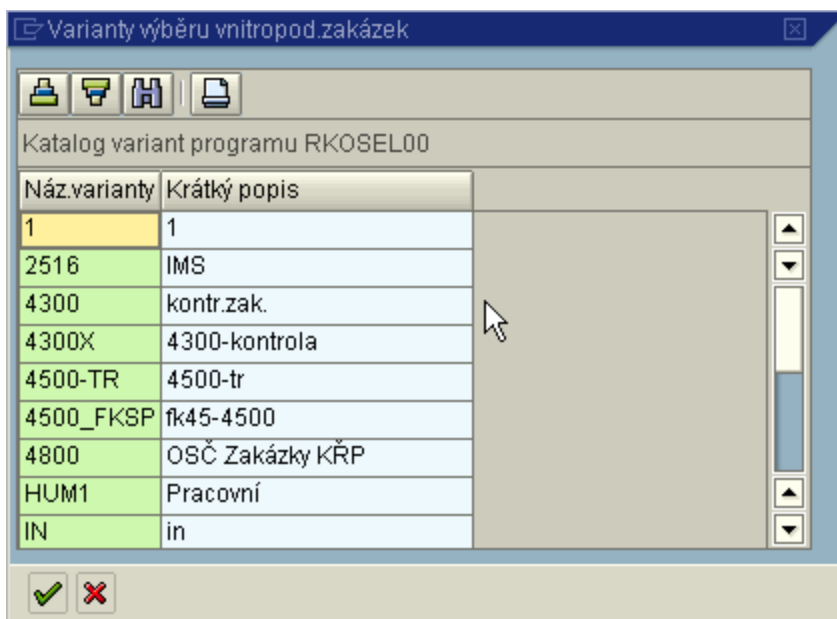 Varianty výběru vnitropod.zakázek
Katalog variant programu RKOSEL00
Náz.varianty Krátký popis
1 1
2516 IMS
4300 kontr.zak.
4300X 4300-kontrola
4500-TR 4500-tr
4500_FKSP fk45-4500
4800 OSČ Zakázky KŘP
HUM1 Pracovní
IN in